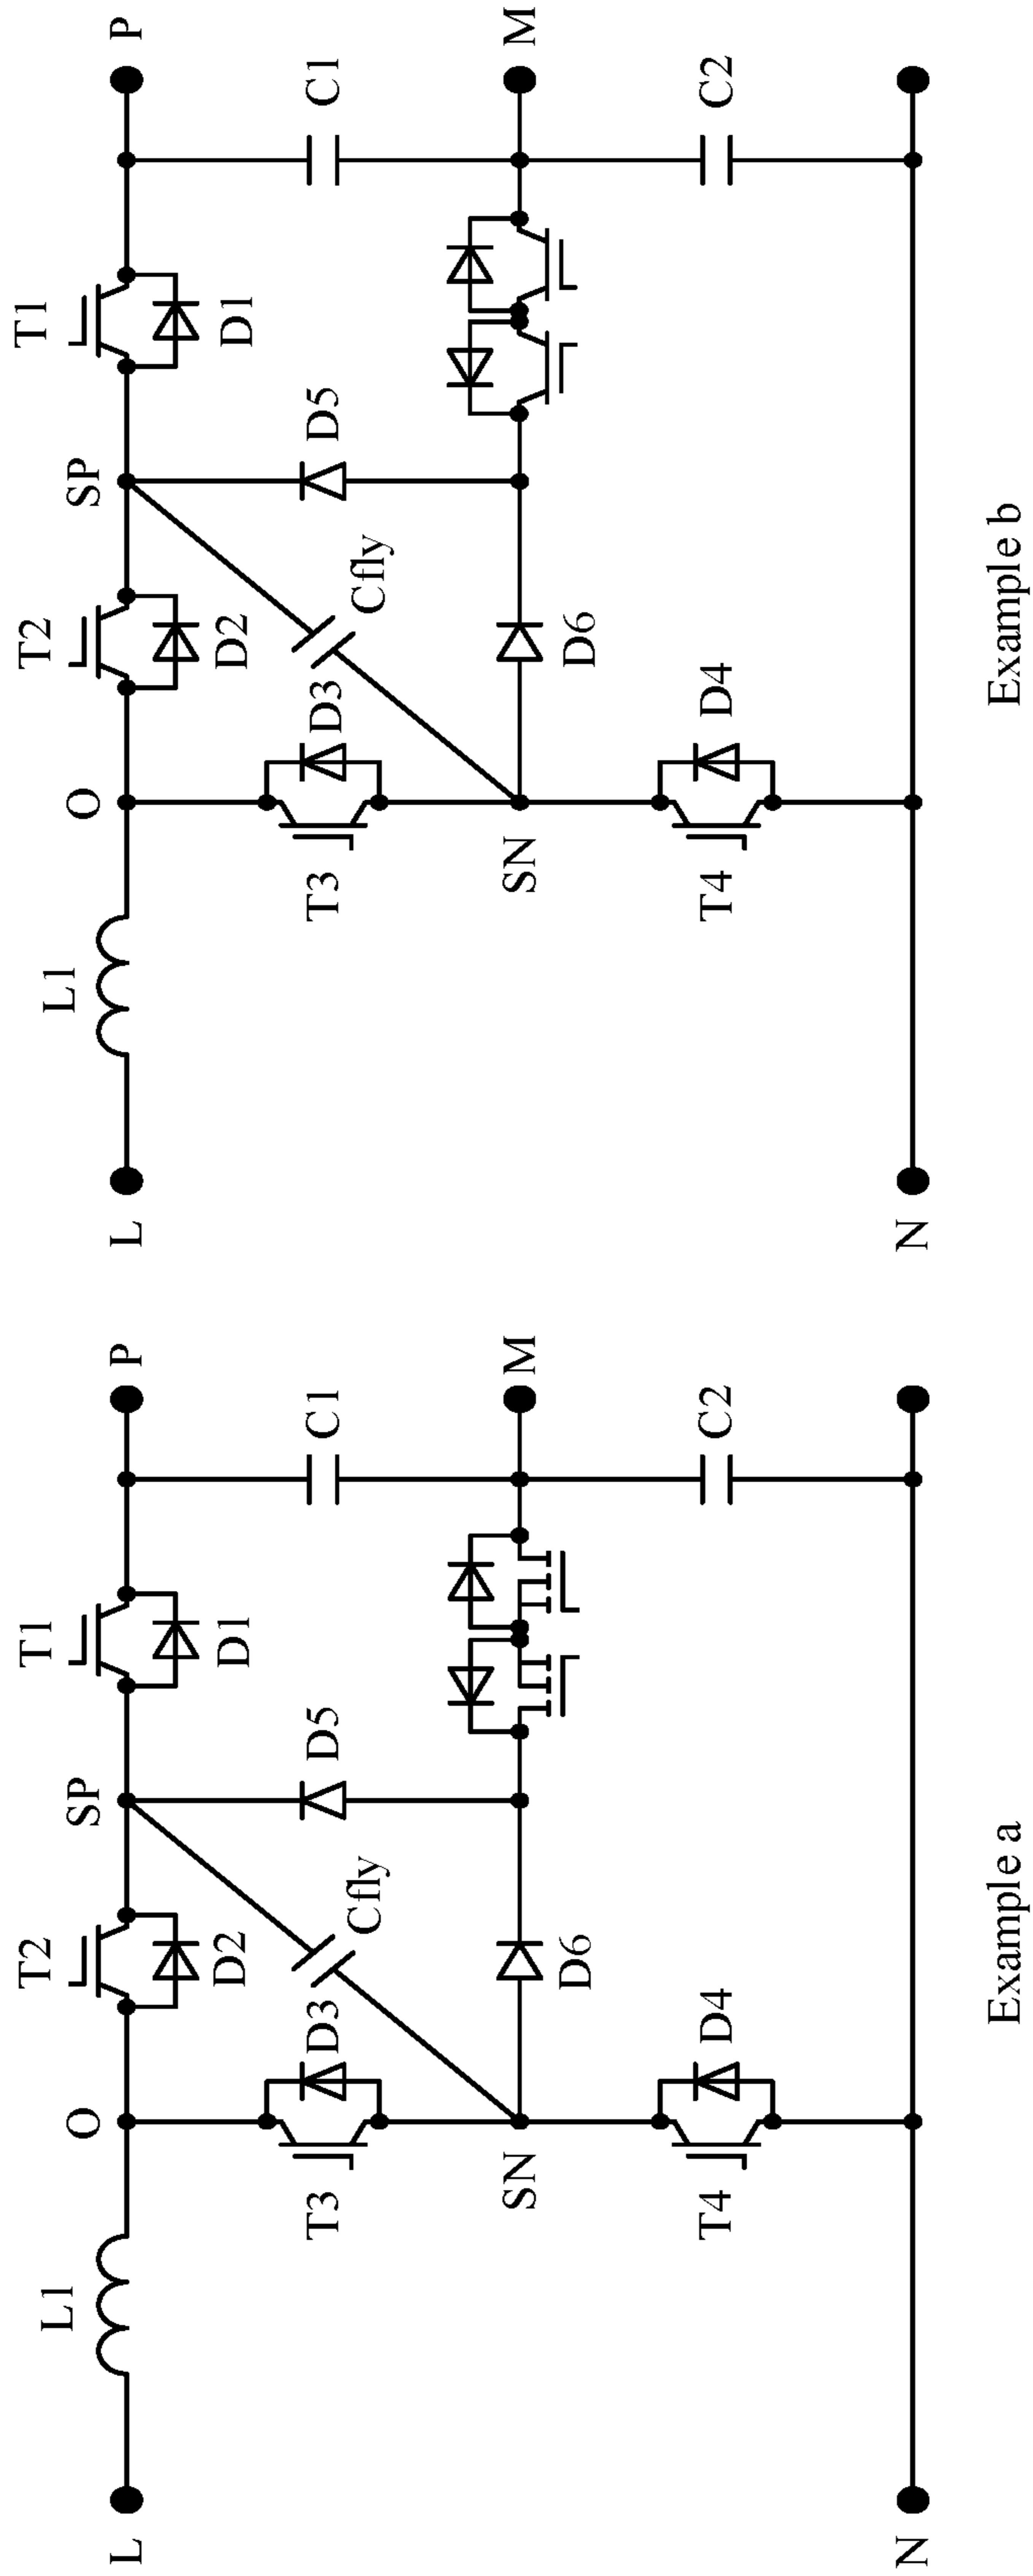 L
L1
O
T2
D2
SP
T1
D1
P
T3
D3
Cfly
D5
C1
SN
D6
M
T4
D4
C2
N
Example a
L
L1
O
T2
D2
SP
T1
D1
P
T3
D3
Cfly
D5
C1
SN
D6
M
T4
D4
C2
N
Example b